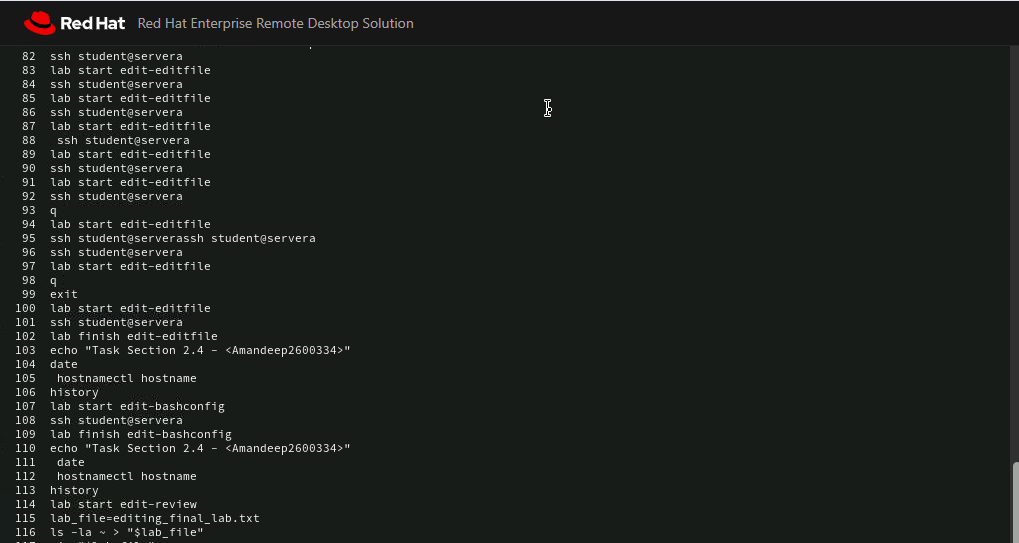 Red Hat Red Hat Enterprise Remote Desktop Solution
82 ssh student@servera
83 lab start edit-editfile
84 ssh student@servera
85 lab start edit-editfile
86 ssh student@servera
87 lab start edit-editfile
88  ssh student@servera
89 lab start edit-editfile
90 ssh student@servera
91 lab start edit-editfile
92 ssh student@servera
93 q
94 lab start edit-editfile
95 ssh student@serverassh student@servera
96 ssh student@servera
97 lab start edit-editfile
98 q
99 exit
100 lab start edit-editfile
101 ssh student@servera
102 lab finish edit-editfile
103 echo "Task Section 2.4 - <Amandeep2600334>"
104 date
105  hostnamectl hostname
106 history
107 lab start edit-bashconfig
108 ssh student@servera
109 lab finish edit-bashconfig
110 echo "Task Section 2.4 - <Amandeep2600334>"
111  date
112  hostnamectl hostname
113 history
114 lab start edit-review
115 lab_file=editing_final_lab.txt
116 ls -la ~ > "$lab_file"